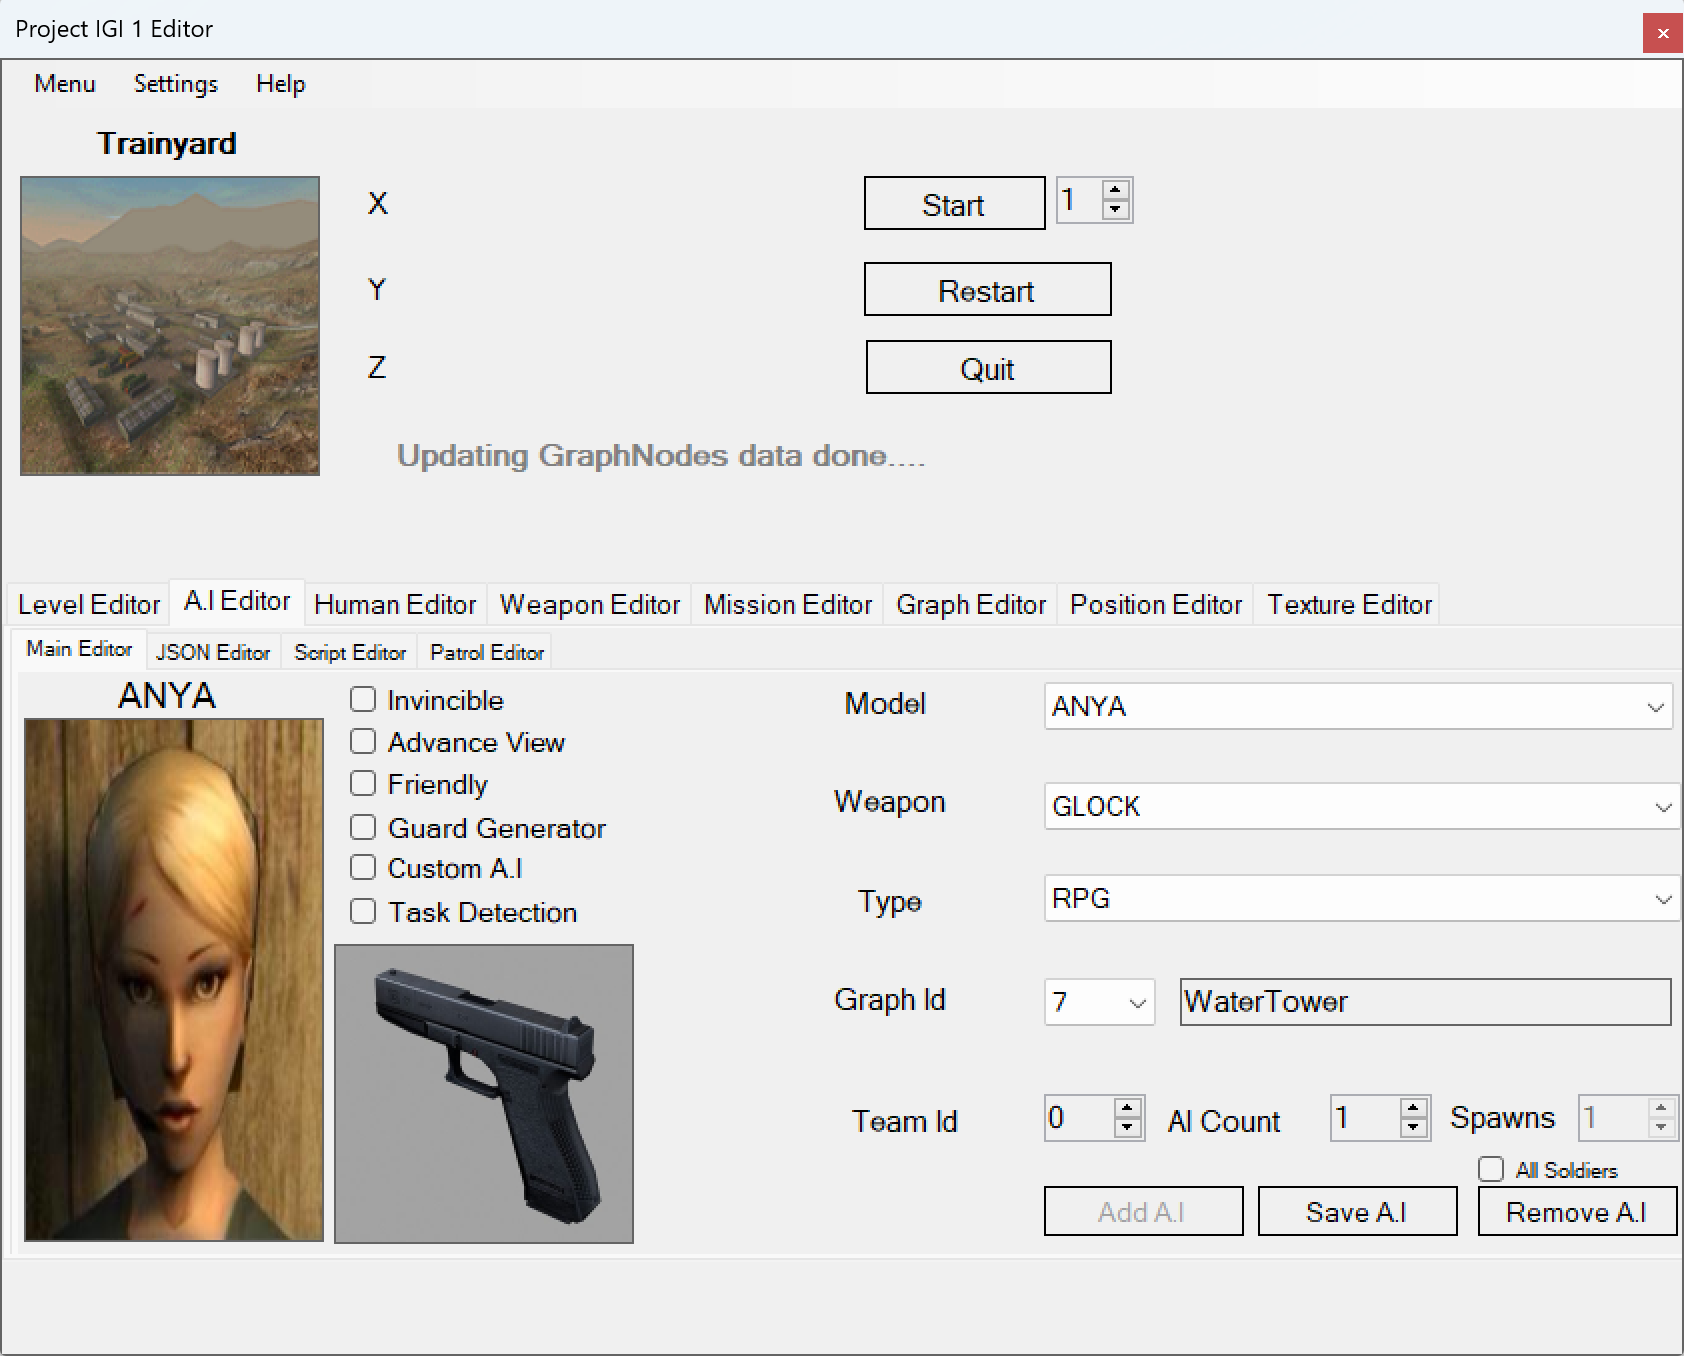 Project IGI 1 Editor
×
Menu Settings Help
Trainyard
X
Start 1
Y
Restart
Z
Quit
Updating GraphNodes data done....
Level Editor A.I Editor Human Editor Weapon Editor Mission Editor Graph Editor Position Editor Texture Editor
Main Editor JSON Editor Script Editor Patrol Editor
ANYA
Invincible
Advance View
Friendly
Guard Generator
Custom A.I
Task Detection
Model ANYA
Weapon GLOCK
Type RPG
Graph Id 7 WaterTower
Team Id 0 AI Count 1 Spawns 1
All Soldiers
Add A.I Save A.I Remove A.I